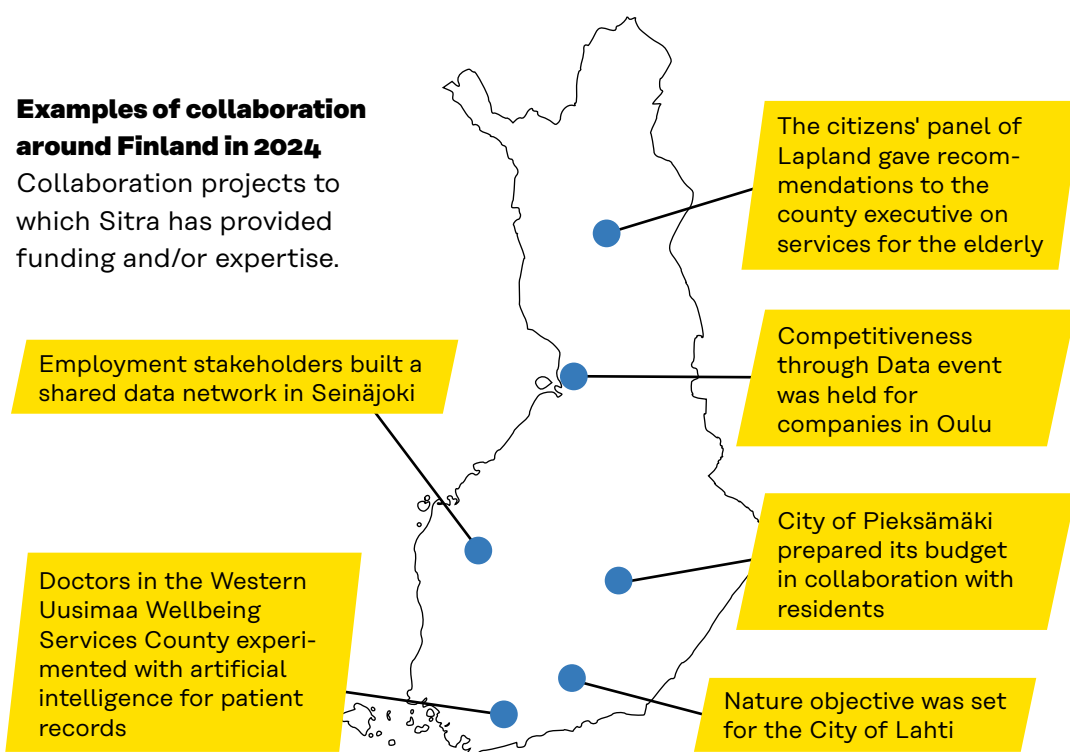 Examples of collaboration
around Finland in 2024
Collaboration projects to
which Sitra has provided
funding and/or expertise.
The citizens' panel of
Lapland gave recom-
mendations to the
county executive on
services for the elderly
Employment stakeholders built a
shared data network in Seinäjoki
Competitiveness
through Data event
was held for
companies in Oulu
City of Pieksämäki
prepared its budget
in collaboration with
residents
Doctors in the Western
Uusimaa Wellbeing
Services County experi-
mented with artificial
intelligence for patient
records
Nature objective was set
for the City of Lahti